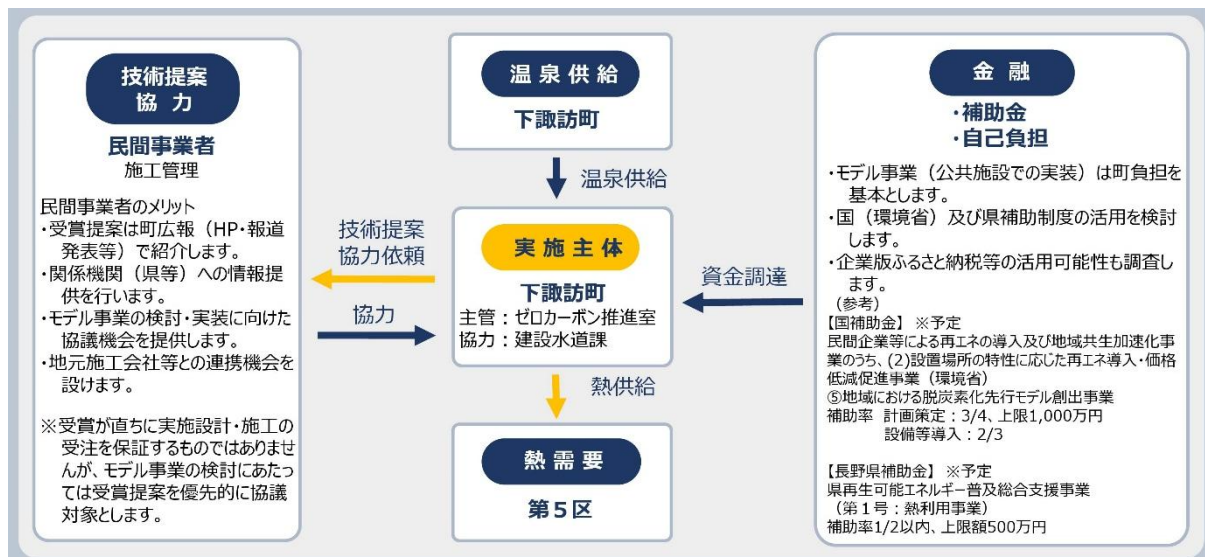 技術提案
協 力
民間事業者
施工管理
民間事業者のメリット
・受賞提案は町広報（HP・報道
発表等）で紹介します。
・関係機関（県等）への情報提
供を行います。
・モデル事業の検討・実装に向けた
協議機会を提供します。
・地元施工会社等との連携機会を
設けます。
※受賞が直ちに実施設計・施工の
受注を保証するものではありませ
んが、モデル事業の検討にあたっ
ては受賞提案を優先的に協議
対象とします。
技術提案
協力依頼
協力
温 泉 供 給
下諏訪町
温泉供給
実 施 主 体
下諏訪町
主管：ゼロカーボン推進室
協力：建設水道課
熱供給
熱 需 要
第５区
資金調達
金 融
・補助金
・自己負担
・モデル事業（公共施設での実装）は町負担を
基本とします。
・国（環境省）及び県補助制度の活用を検討
します。
・企業版ふるさと納税等の活用可能性も調査し
ます。
（参考）
【国補助金】 ※予定
民間企業等による再エネの導入及び地域共生加速化事
業のうち、(2)設置場所の特性に応じた再エネ導入・価格
低減促進事業（環境省）
⑤地域における脱炭素化先行モデル創出事業
補助率 計画策定：3/4、上限1,000万円
設備等導入：2/3
【長野県補助金】 ※予定
県再生可能エネルギー普及総合支援事業
（第１号：熱利用事業）
補助率1/2以内、上限額500万円